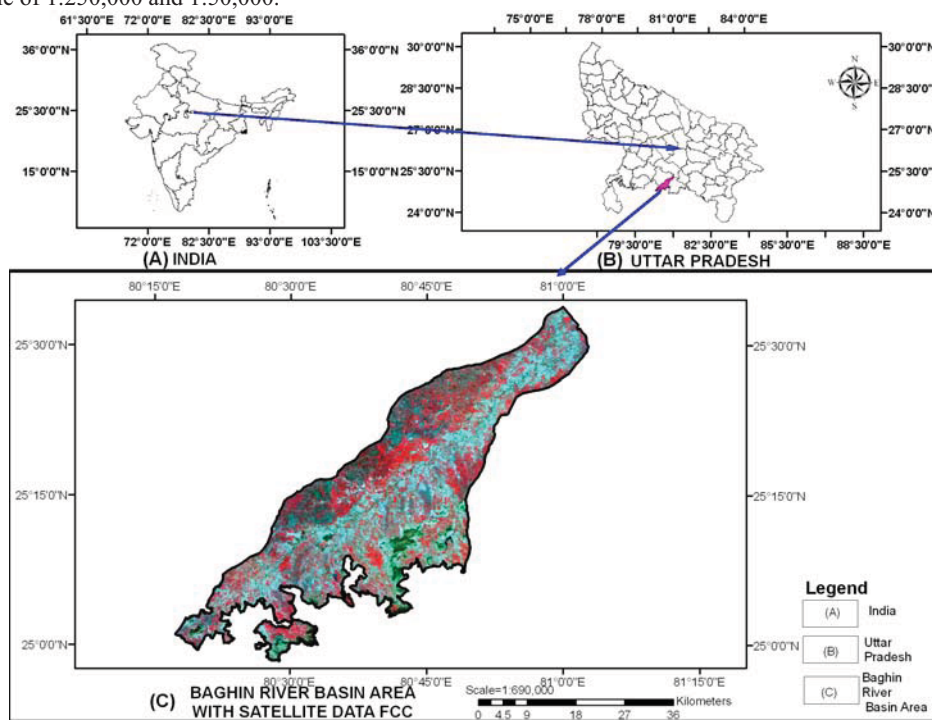 1:250,000 and 1:50,000.
61°30'0"E 72°0'0"E 82°30'0"E 93°0'0"E
36°0'0"N 36°0'0"N
25°30'0"N 25°30'0"N
15°0'0"N 15°0'0"N
72°0'0"E 82°30'0"E 93°0'0"E 103°30'0"E
(A) INDIA
75°0'0"E 78°0'0"E 81°0'0"E 84°0'0"E
30°0'0"N 30°0'0"N
28°30'0"N 28°30'0"N
27°0'0"N 27°0'0"N
25°30'0"N 25°30'0"N
24°0'0"N 24°0'0"N
79°30'0"E 82°30'0"E 85°30'0"E 88°30'0"E
(B) UTTAR PRADESH
N
W E
S
80°15'0"E 80°30'0"E 80°45'0"E 81°0'0"E
25°30'0"N 25°30'0"N
25°15'0"N 25°15'0"N
25°0'0"N 25°0'0"N
80°30'0"E 80°45'0"E 81°0'0"E 81°15'0"E
(C) BAGHIN RIVER BASIN AREA
WITH SATELLITE DATA FCC
Scale=1:690,000
Kilometers
0 4.5 9 18 27 36
Legend
(A) India
(B) Uttar
Pradesh
(C) Baghin
River
Basin Area